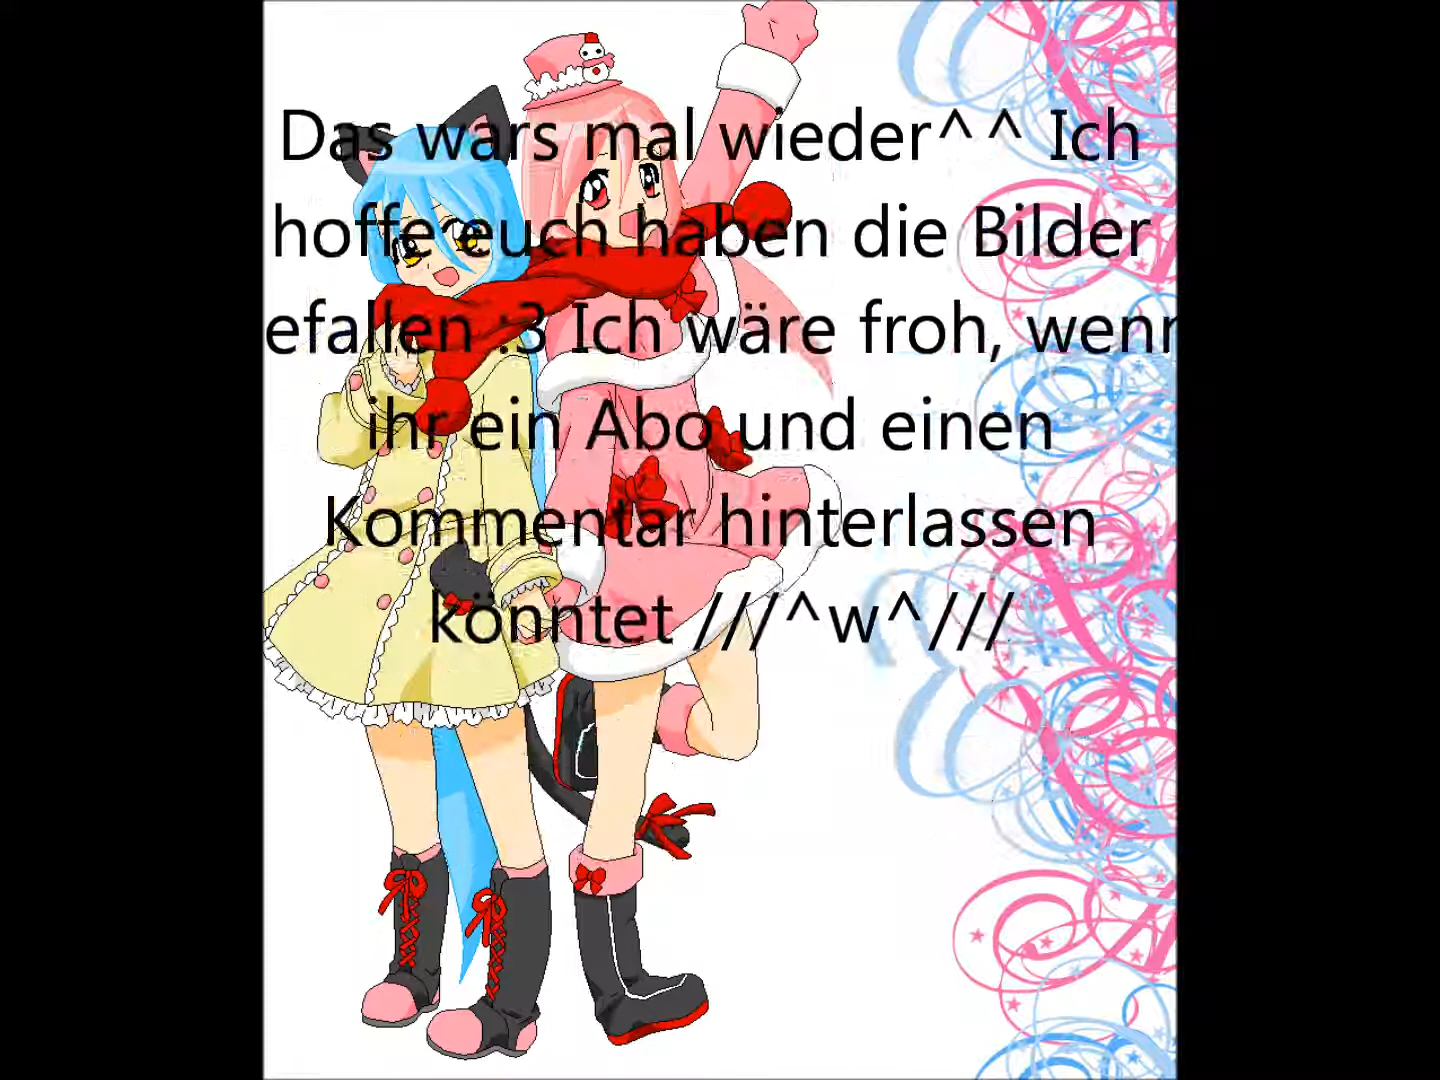 Das wars mal wieder^^ Ich
hoffe euch haben die Bilder
efallen :3 Ich wäre froh, wenn
ihr ein Abo und einen
Kommentar hinterlassen
könntet ///^w^///